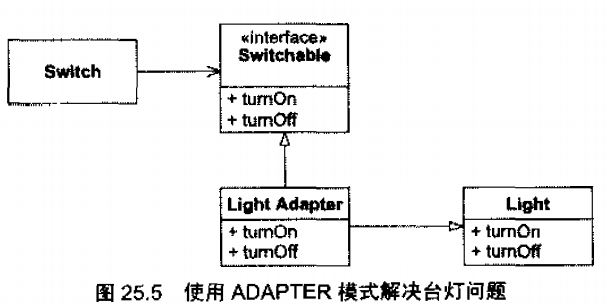 «interface»
Switchable
Switch
+ turnOn
+ turnOff
Light Adapter
+ turnOn
+ turnOff
Light
+ turnOn
+ turnOff
图 25.5 使用 ADAPTER 模式解决台灯问题